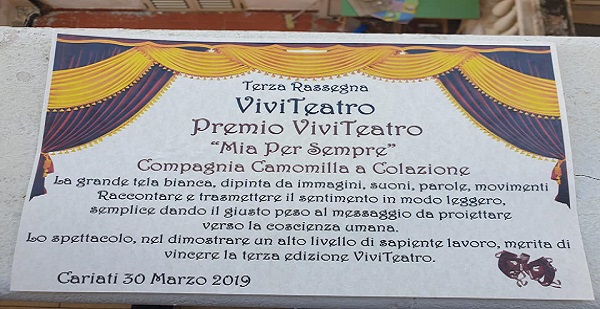 Terza Rassegna
ViviTeatro
Premio ViviTeatro
"Mia Per Sempre"
Compagnia Camomilla a Colazione
La grande tela bianca, dipinta da immagini, suoni, parole, movimenti
Raccontare e trasmettere il sentimento in modo leggero,
semplice dando il giusto peso al messaggio da proiettare
verso la coscienza umana.
Lo spettacolo, nel dimostrare un alto livello di sapiente lavoro, merita di
vincere la terza edizione ViviTeatro.
Cariati 30 Marzo 2019